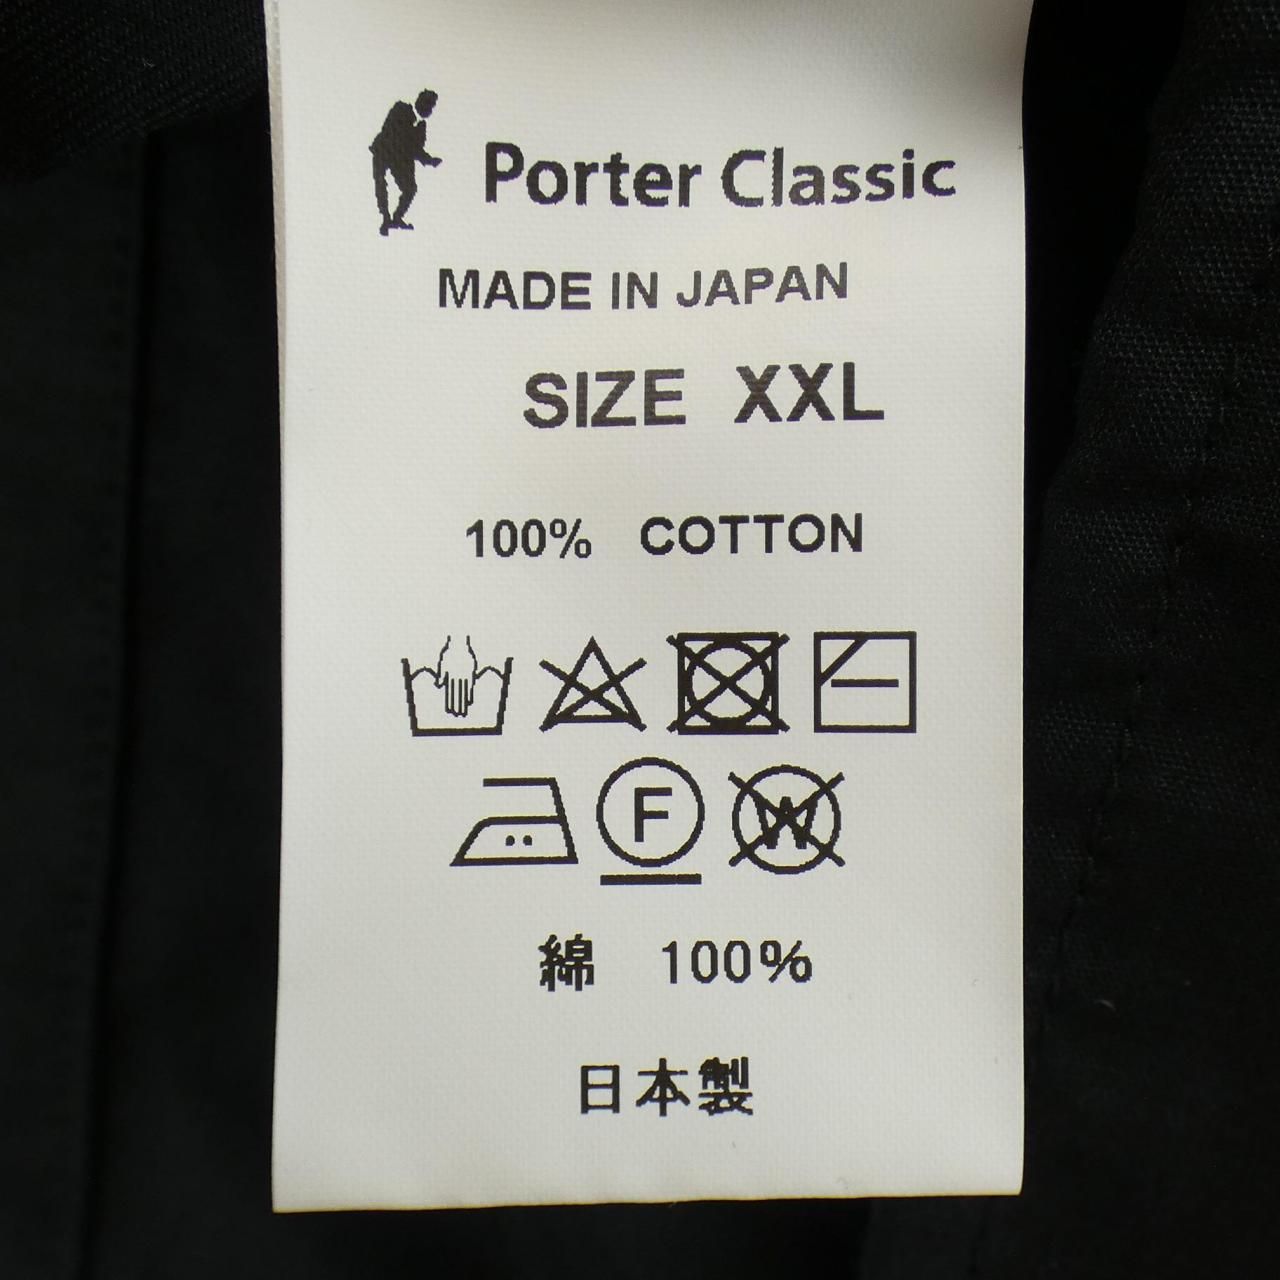 Porter Classic
MADE IN JAPAN
SIZE XXL
100% COTTON
F W
綿 100%
日本製